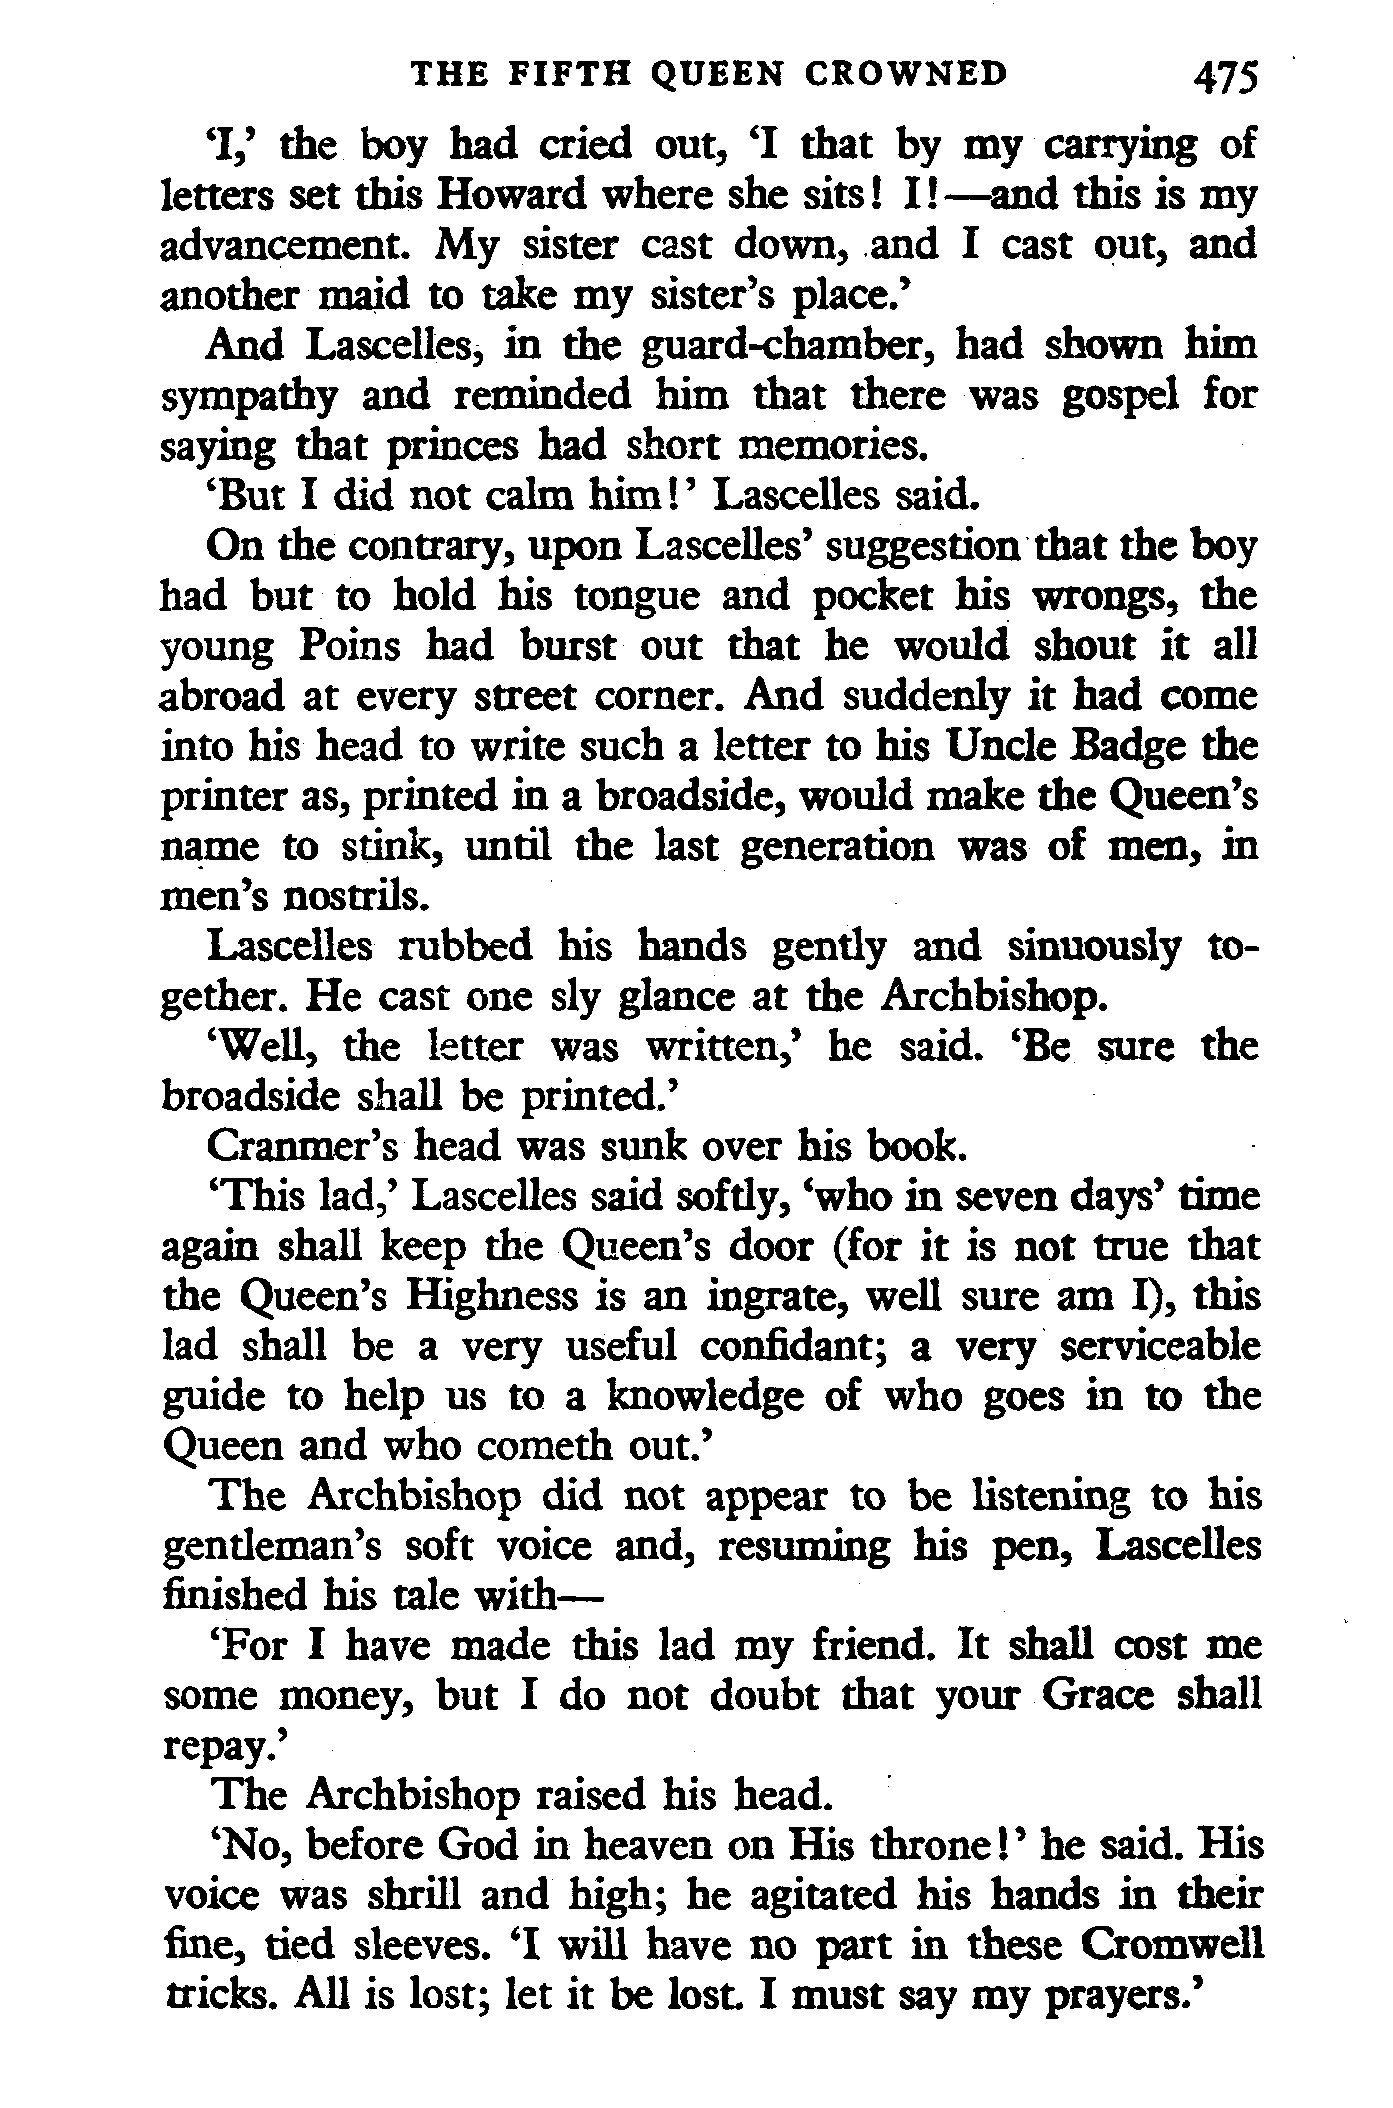 THE FIFTH QUEEN CROWNED 475
‘I,’ the boy had cried out, ‘I that by my carrying of
letters set this Howard where she sits! I!—and this is my
advancement. My sister cast down, and I cast out, and
another maid to take my sister’s place.’
And Lascelles, in the guard-chamber, had shown him
sympathy and reminded him that there was gospel for
saying that princes had short memories.
‘But I did not calm him!’ Lascelles said.
On the contrary, upon Lascelles’ suggestion that the boy
had but to hold his tongue and pocket his wrongs, the
young Poins had burst out that he would shout it all
abroad at every street corner. And suddenly it had come
into his head to write such a letter to his Uncle Badge the
printer as, printed in a broadside, would make the Queen’s
name to stink, until the last generation was of men, in
men’s nostrils.
Lascelles rubbed his hands gently and sinuously to-
gether. He cast one sly glance at the Archbishop.
‘Well, the letter was written,’ he said. ‘Be sure the
broadside shall be printed.’
Cranmer’s head was sunk over his book.
‘This lad,’ Lascelles said softly, ‘who in seven days’ time
again shall keep the Queen’s door (for it is not true that
the Queen’s Highness is an ingrate, well sure am I), this
lad shall be a very useful confidant; a very serviceable
guide to help us to a knowledge of who goes in to the
Queen and who cometh out.’
The Archbishop did not appear to be listening to his
gentleman’s soft voice and, resuming his pen, Lascelles
finished his tale with—
‘For I have made this lad my friend. It shall cost me
some money, but I do not doubt that your Grace shall
repay.’
The Archbishop raised his head.
‘No, before God in heaven on His throne!’ he said. His
voice was shrill and high; he agitated his hands in their
fine, tied sleeves. ‘I will have no part in these Cromwell
tricks. All is lost; let it be lost. I must say my prayers.’